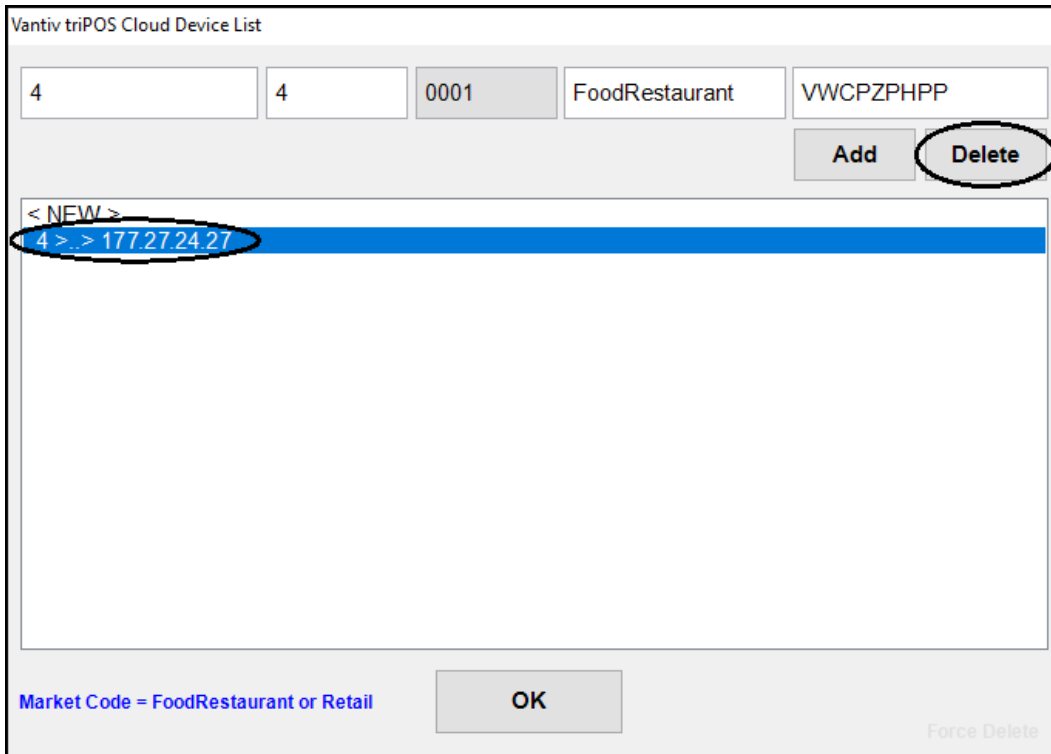 Vantiv triPOS Cloud Device List
4 4 0001 FoodRestaurant VWCPZPHPP
Add Delete
< NEW >
4 >..> 177.27.24.27
Market Code = FoodRestaurant or Retail
OK
Force Delete